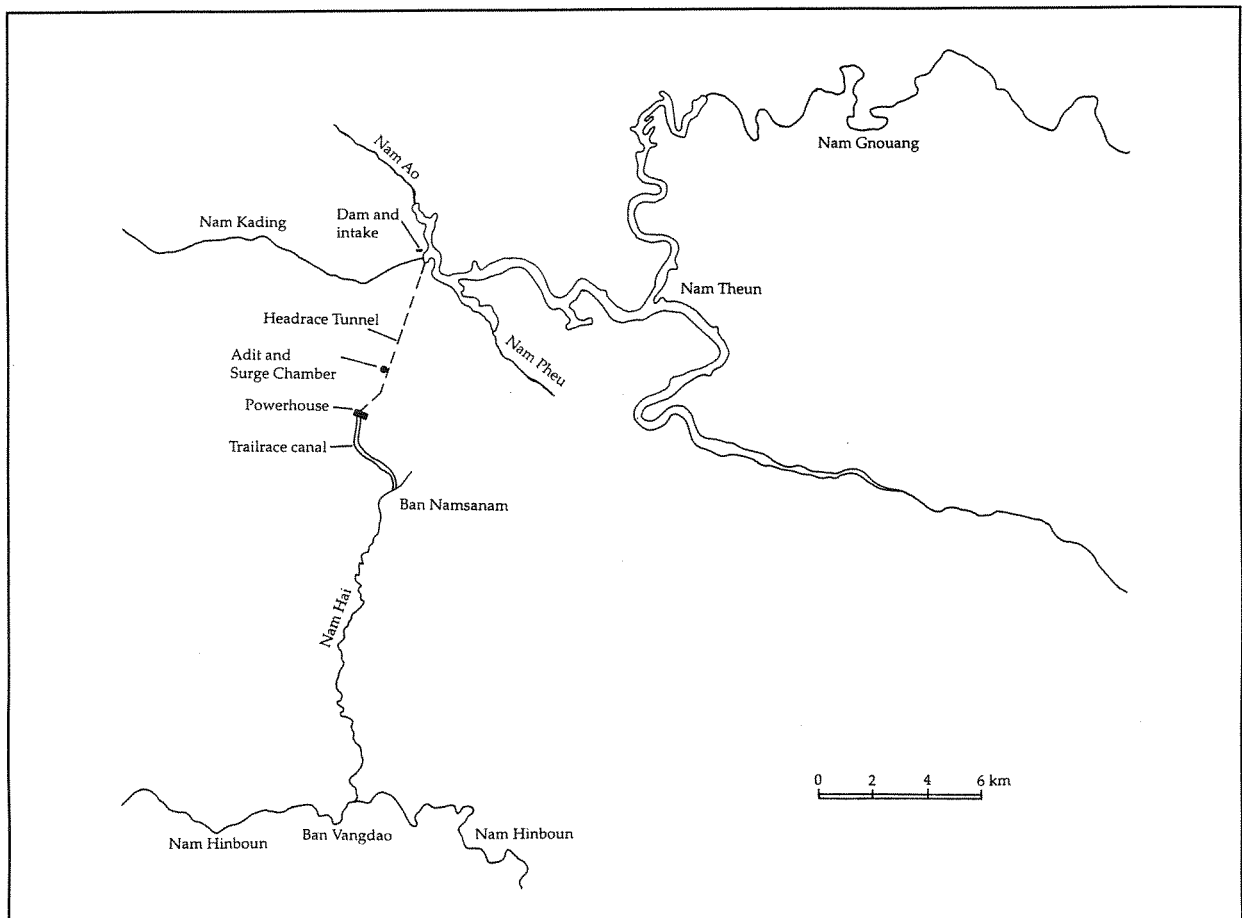 Nam Gnouang
Nam Ao
Nam Kading
Dam and
intake
Nam Theun
Headrace Tunnel
Nam Pheu
Adit and
Surge Chamber
Powerhouse
Trailrace canal
Ban Namsanam
Nam Hai
0 2 4 6 km
Nam Hinboun
Ban Vangdao
Nam Hinboun